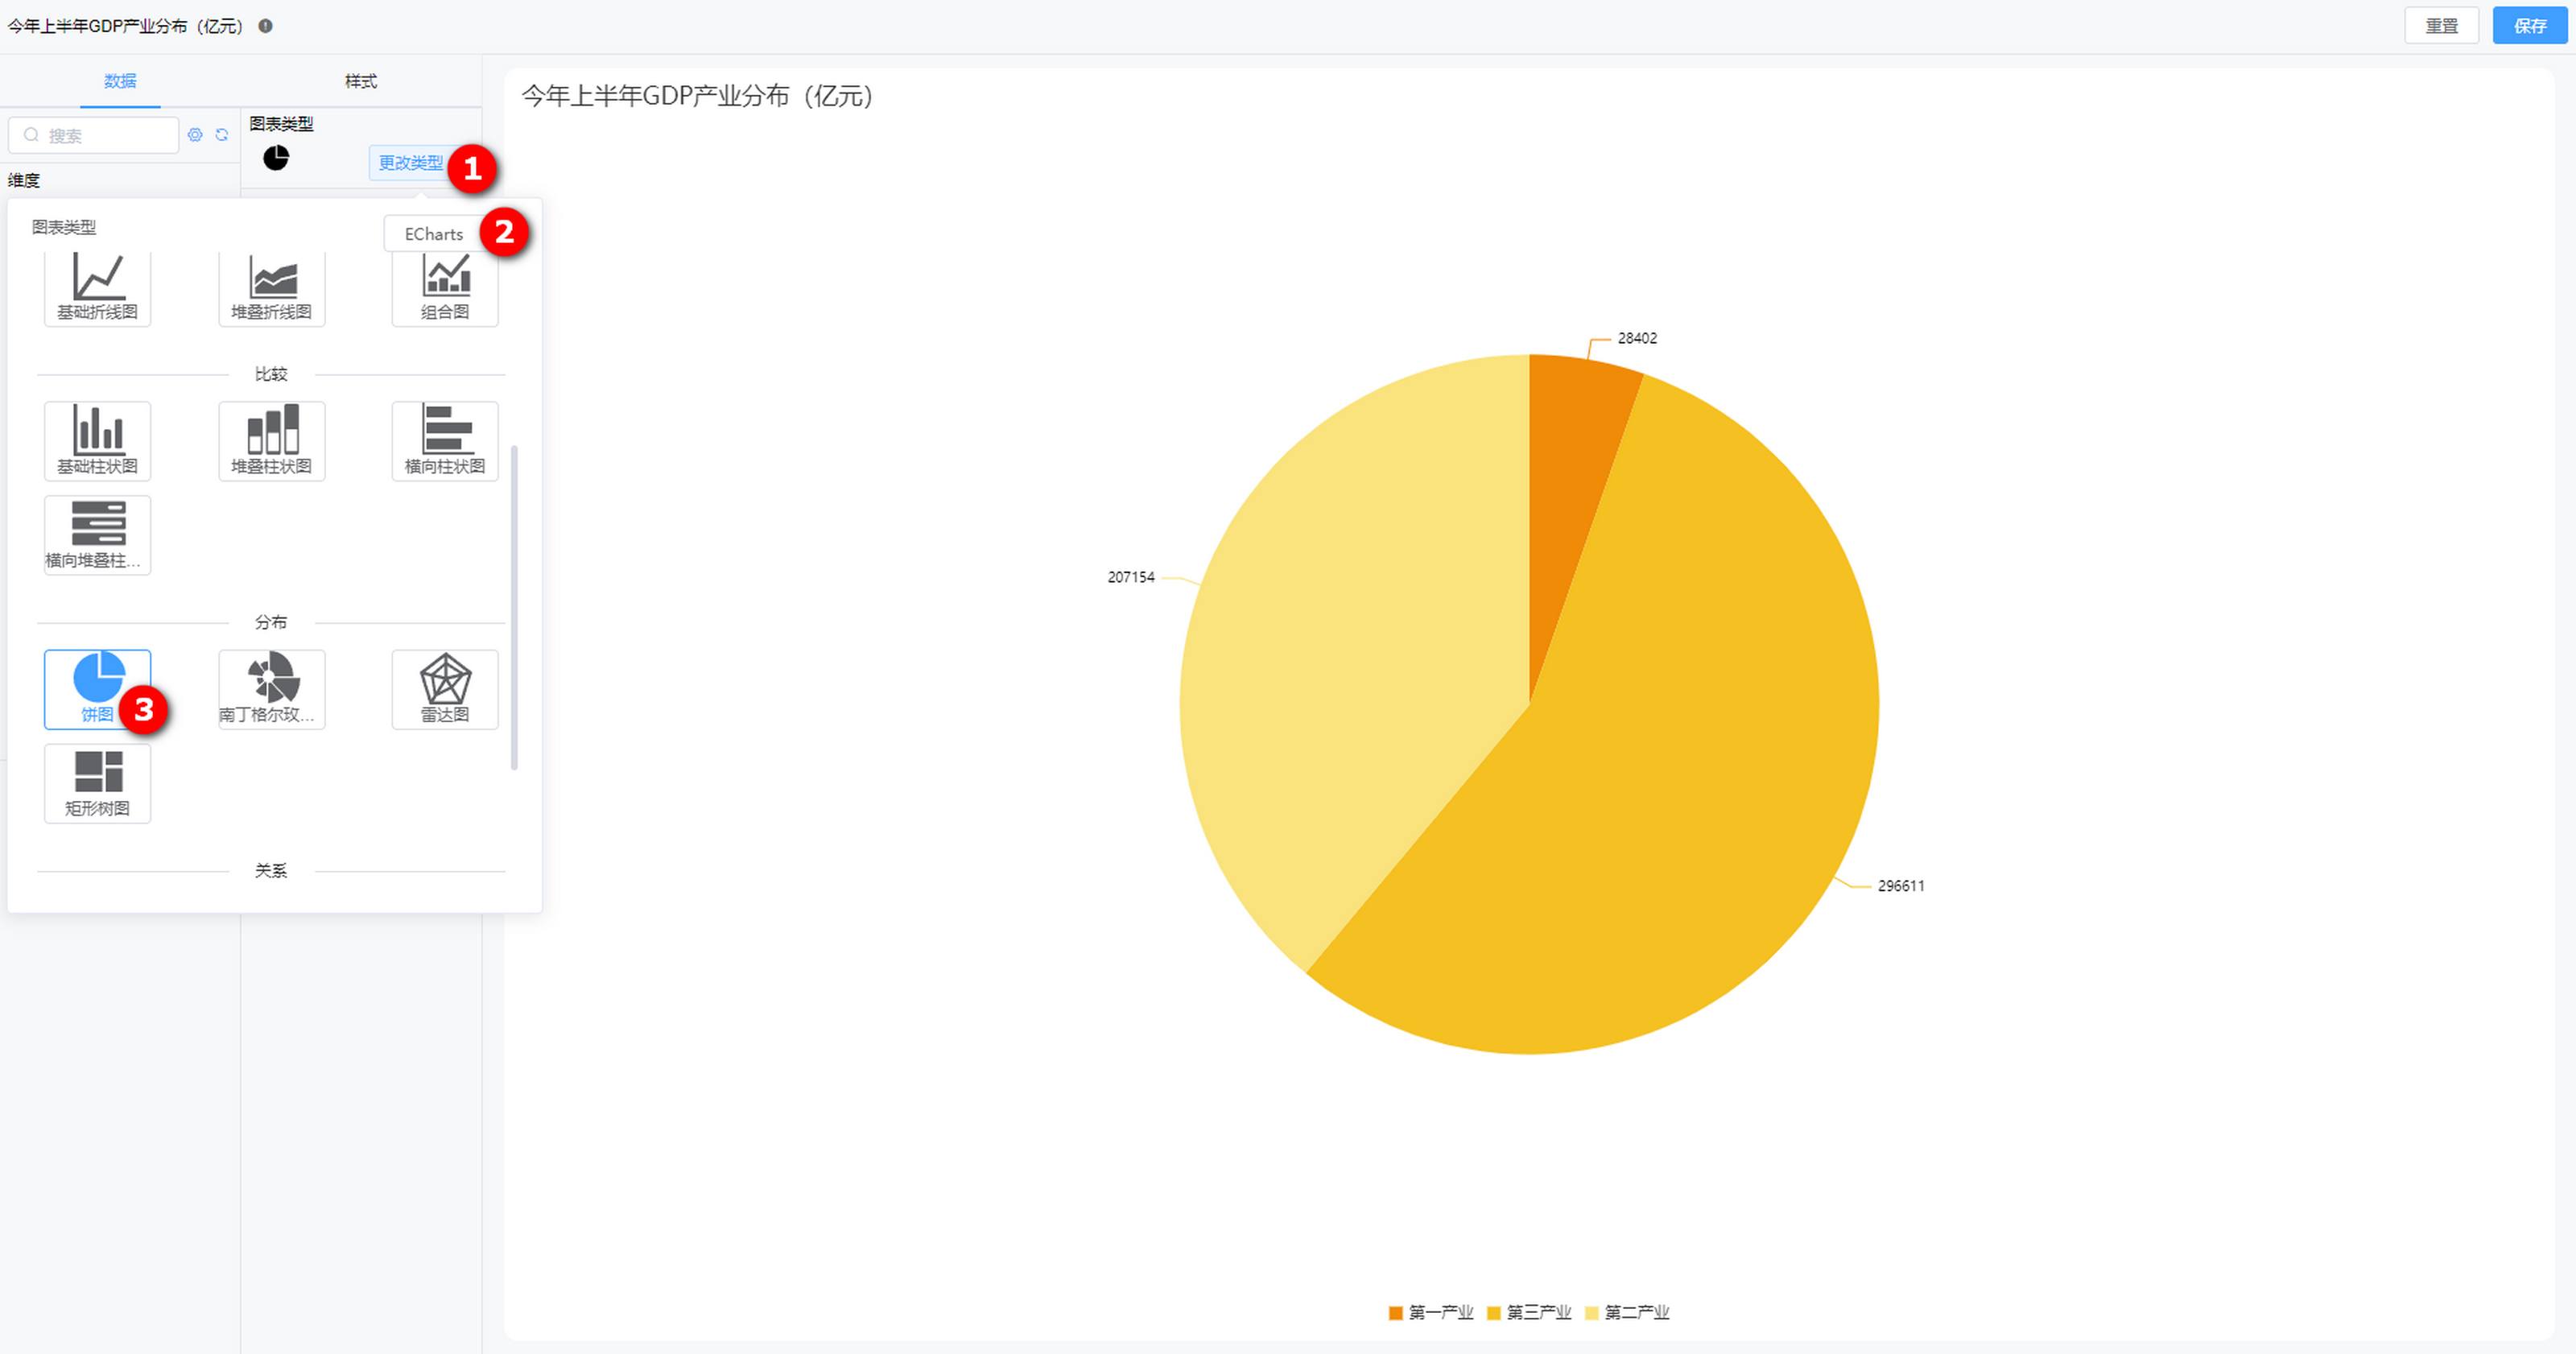 今年上半年GDP产业分布（亿元）
重置
保存
数据
样式
搜索
图表类型
更改类型
1
维度
图表类型
ECharts
2
基础折线图
堆叠折线图
组合图
比较
基础柱状图
堆叠柱状图
横向柱状图
横向堆叠柱...
分布
饼图
3
南丁格尔玫...
雷达图
矩形树图
关系
今年上半年GDP产业分布（亿元）
28402
207154
296611
第一产业
第三产业
第二产业